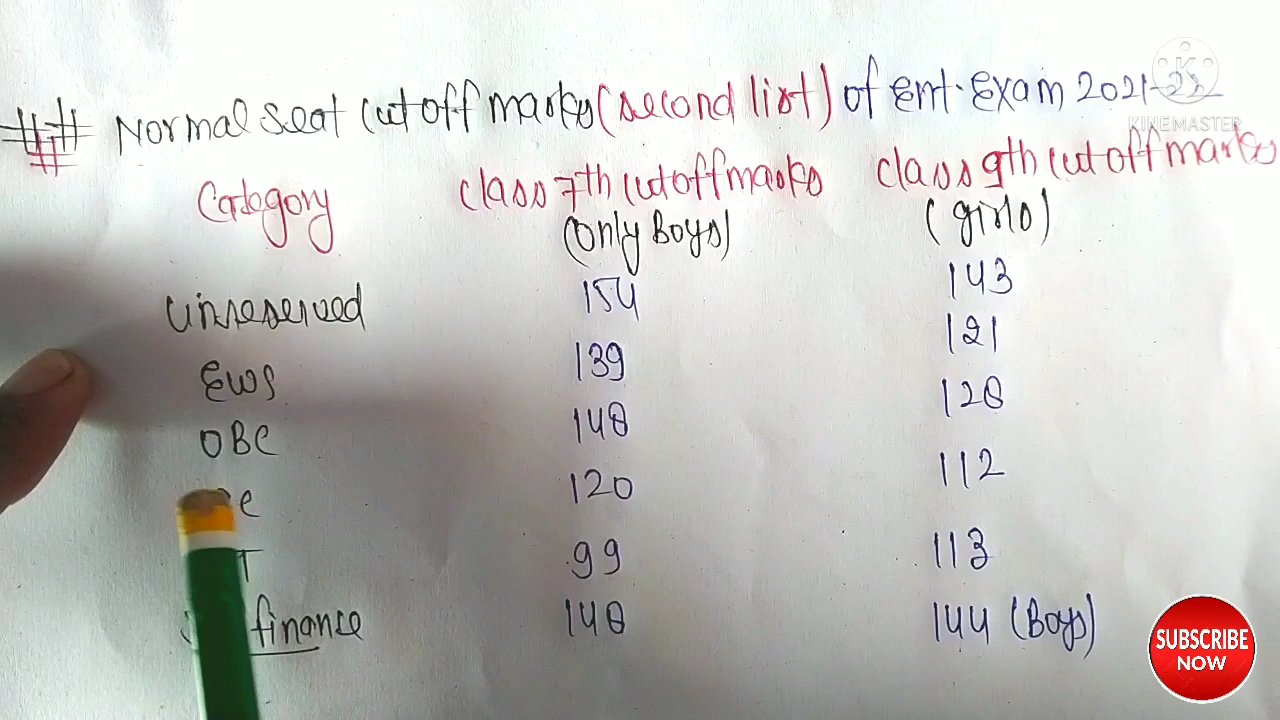 ## Normal seat cut off marks (second list) of Ent. Exam 2021-22
KINEMASTER
Category class 7th cut off marks class 9th cut off marks
(only Boys) (girls)
unreserved 154 143
EWS 139 121
OBC 148 128
c 120 112
T 99 113
finance 148 144 (Boys)
SUBSCRIBE
NOW